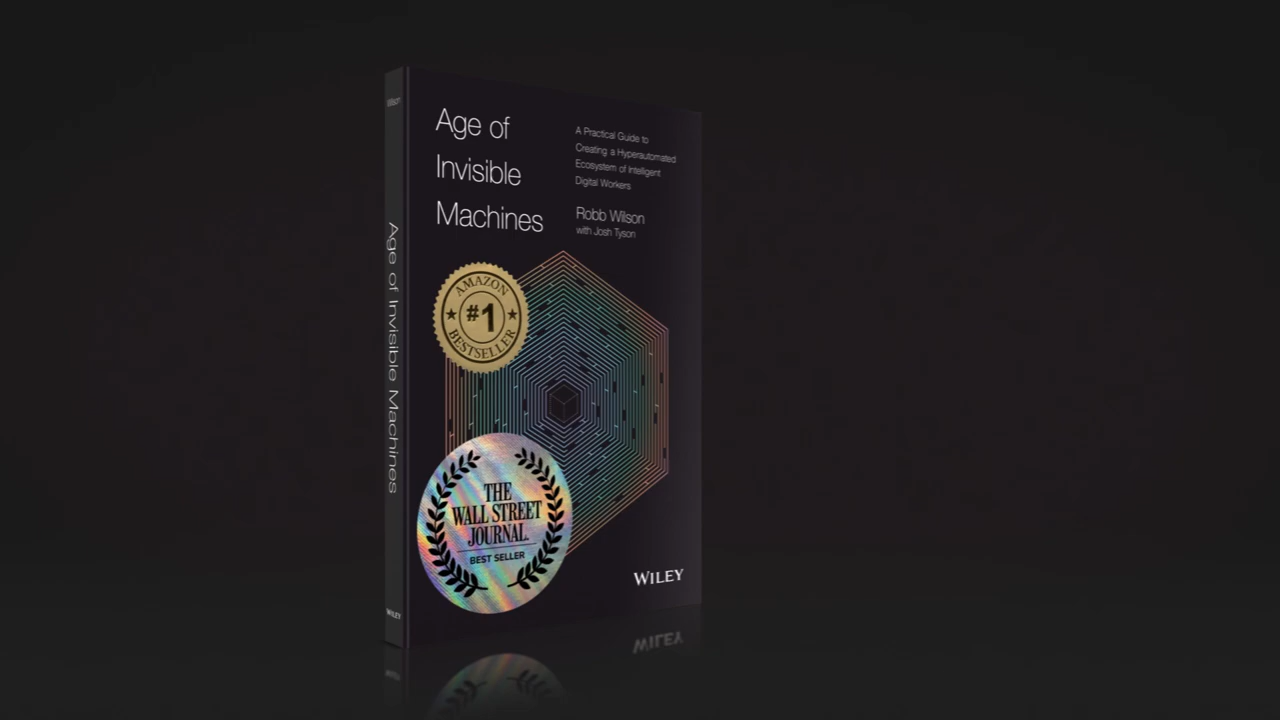 Wilson
Age of Invisible Machines
WILEY
Age of
Invisible
Machines
A Practical Guide to
Creating a Hyperautomated
Ecosystem of Intelligent
Digital Workers
Robb Wilson
with Josh Tyson
AMAZON
#1
BESTSELLER
THE
WALL STREET
JOURNAL.
BEST SELLER
WILEY